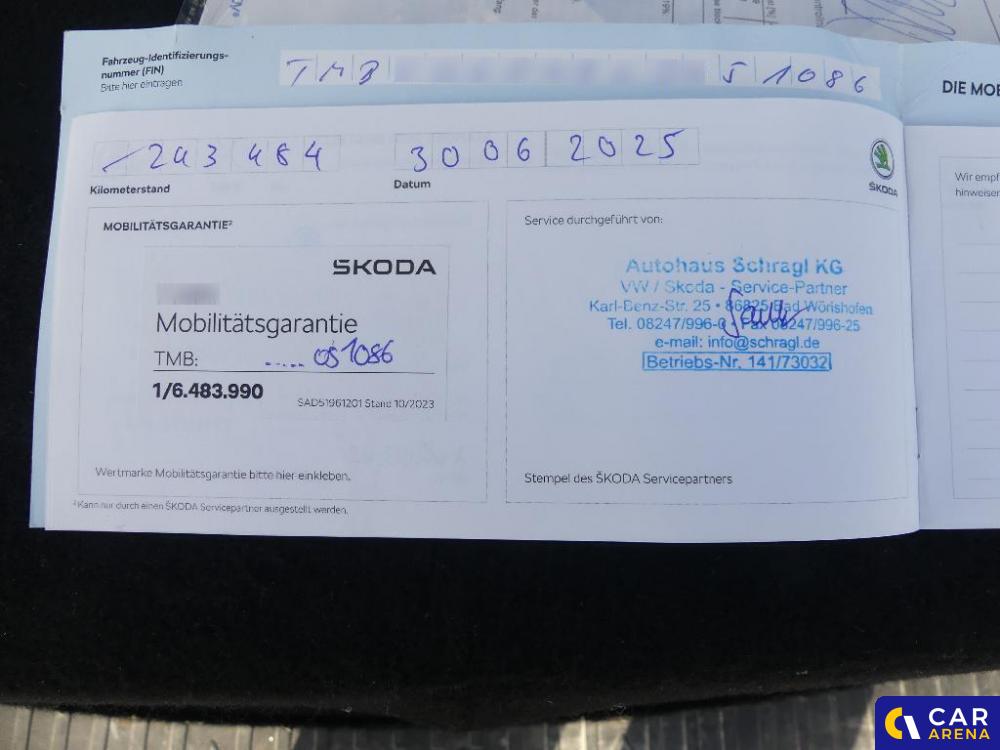 Fahrzeug-Identifizierungs-
nummer (FIN)
Bitte hier eintragen
TMB 51086
DIE MOB
243 484
30 06 2025
Kilometerstand
Datum
ŠKODA
Wir empf
hinweisen
MOBILITÄTSGARANTIE²
Service durchgeführt von:
ŠKODA
Mobilitätsgarantie
TMB: ..... 051086
1/6.483.990
SAD51961201 Stand 10/2023
Autohaus Schragl KG
VW / Skoda - Service-Partner
Karl-Benz-Str. 25 • 86825 Bad Wörishofen
Tel. 08247/996-0 Fax 08247/996-25
e-mail: info@schragl.de
Betriebs-Nr. 141/73032
Wertmarke Mobilitätsgarantie bitte hier einkleben.
Stempel des ŠKODA Servicepartners
²Kann nur durch einen ŠKODA Servicepartner ausgestellt werden.
CAR
ARENA